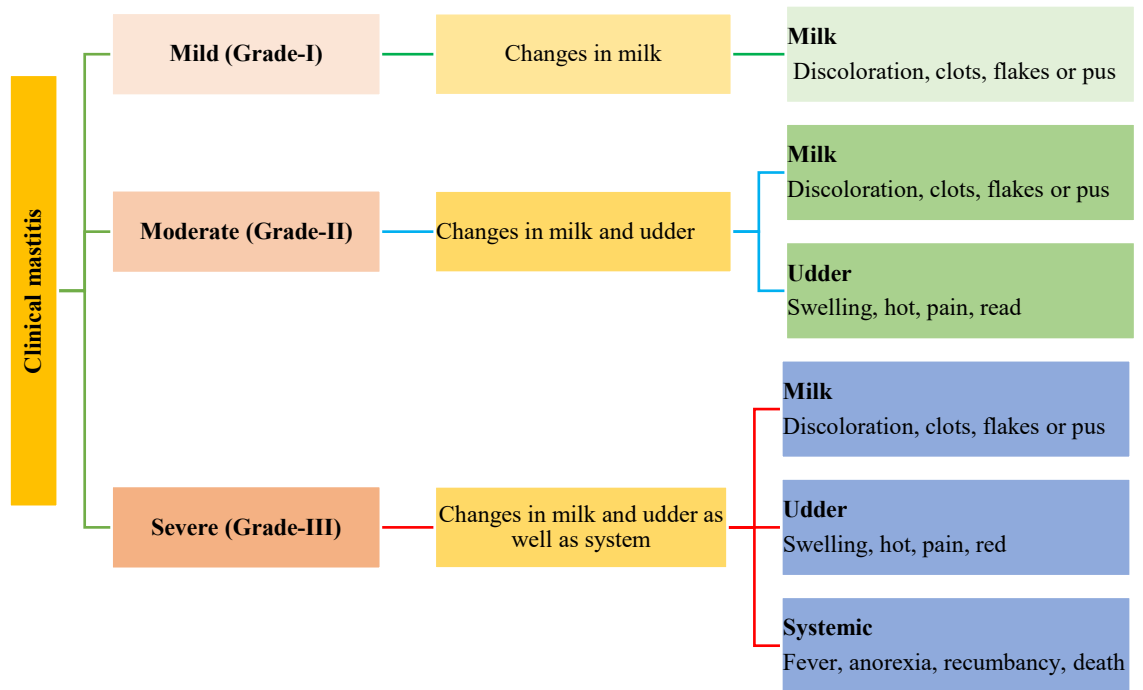 Clinical mastitis
Mild (Grade-I)
Changes in milk
Milk
Discoloration, clots, flakes or pus
Moderate (Grade-II)
Changes in milk and udder
Milk
Discoloration, clots, flakes or pus
Udder
Swelling, hot, pain, read
Severe (Grade-III)
Changes in milk and udder as
well as system
Milk
Discoloration, clots, flakes or pus
Udder
Swelling, hot, pain, red
Systemic
Fever, anorexia, recumbancy, death